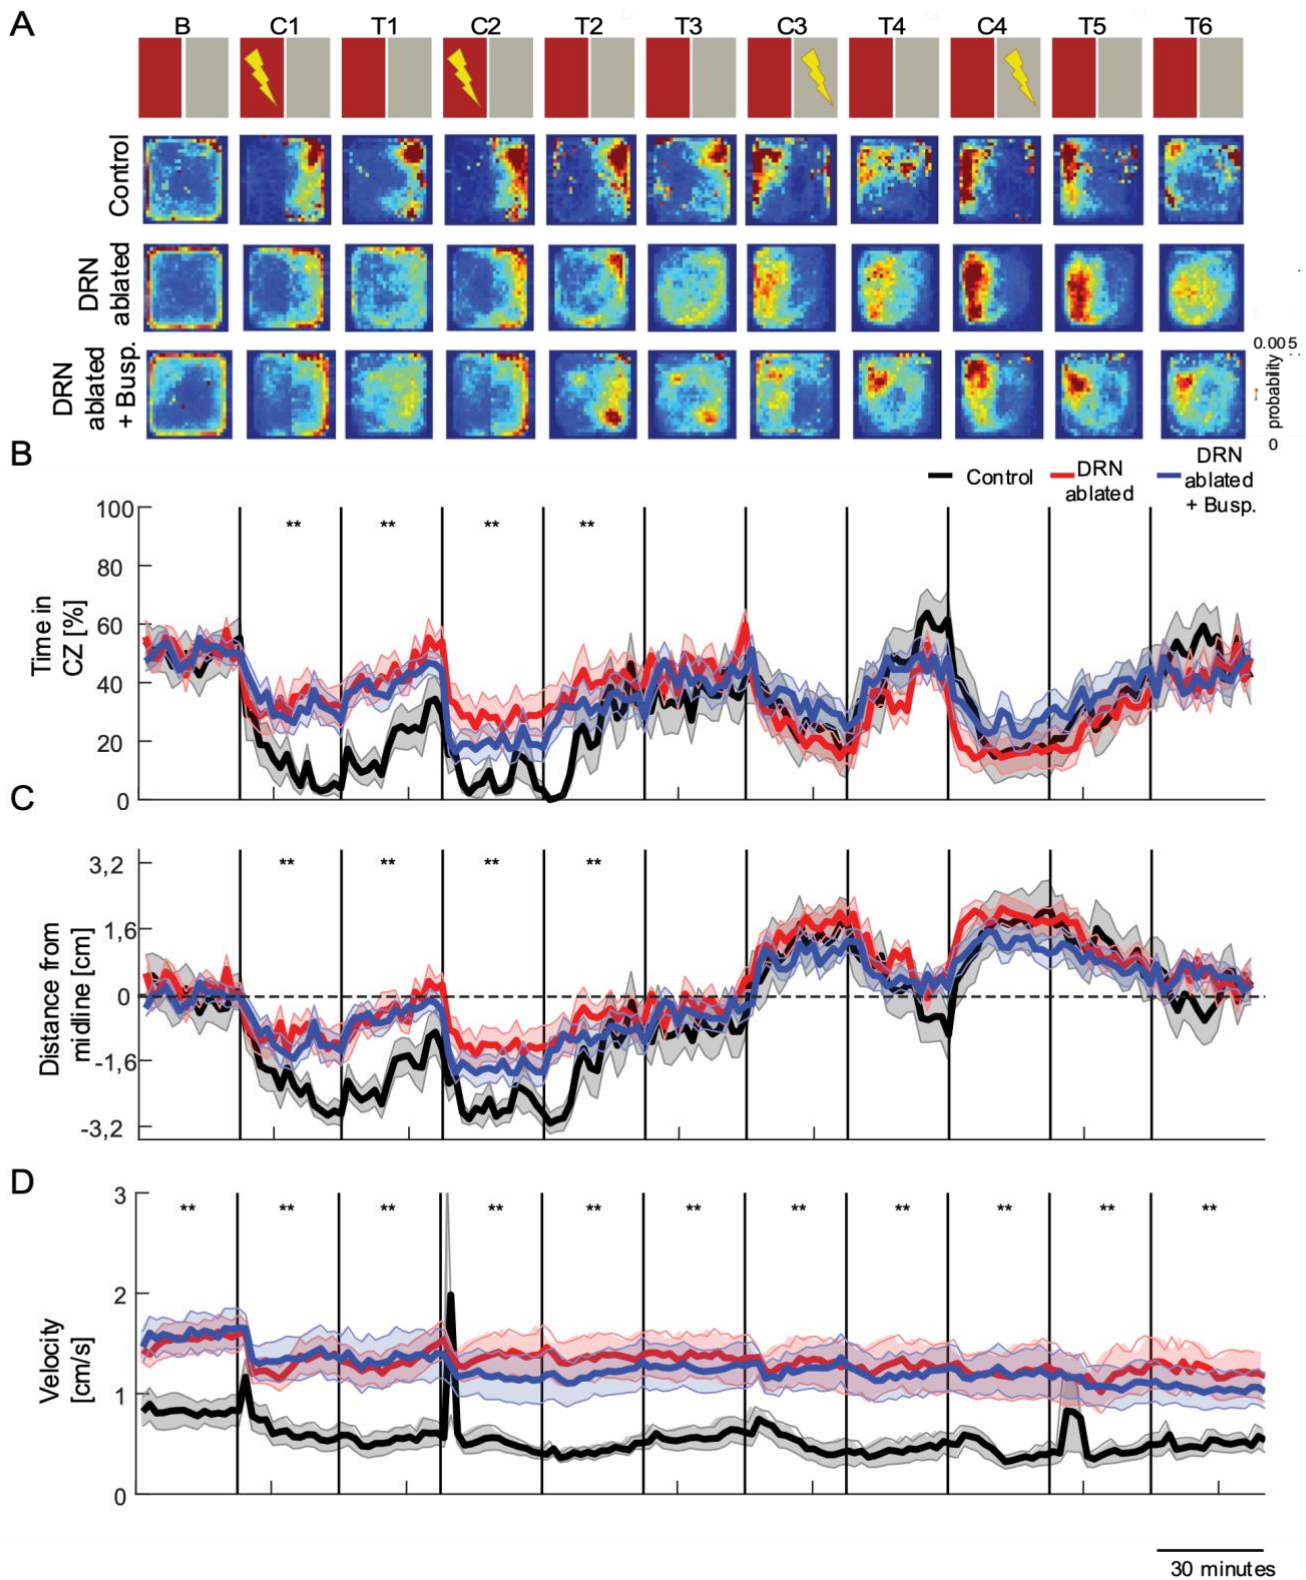 A
B C1 T1 C2 T2 T3 C3 T4 C4 T5 T6
Control
DRN
ablated
DRN
ablated
+ Busp.
0.005
probability
0
B
Control
DRN
ablated
DRN
ablated
+ Busp.
100
80
60
40
20
0
Time in
CZ [%]
** ** ** **
C
3,2
1,6
0
-1.6
-3,2
Distance from
midline [cm]
** ** ** **
D
3
2
1
0
Velocity
[cm/s]
** ** ** ** ** ** ** ** ** ** **
30 minutes